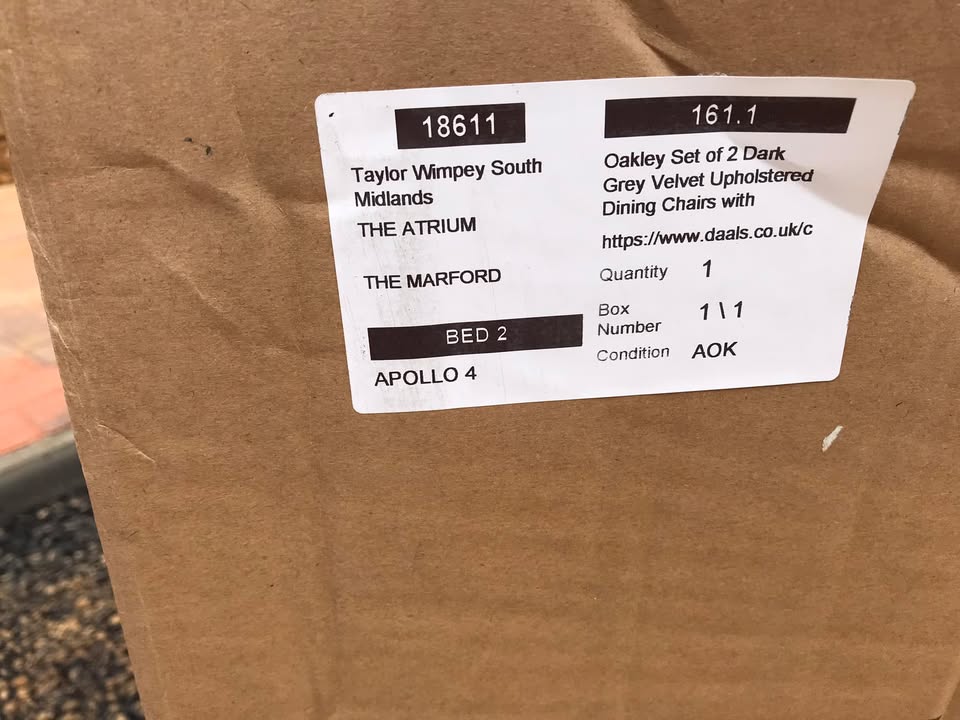 18611
Taylor Wimpey South
Midlands
THE ATRIUM
THE MARFORD
BED 2
APOLLO 4
161.1
Oakley Set of 2 Dark
Grey Velvet Upholstered
Dining Chairs with
https://www.daals.co.uk/c
Quantity 1
Box
Number 1 \ 1
Condition AOK